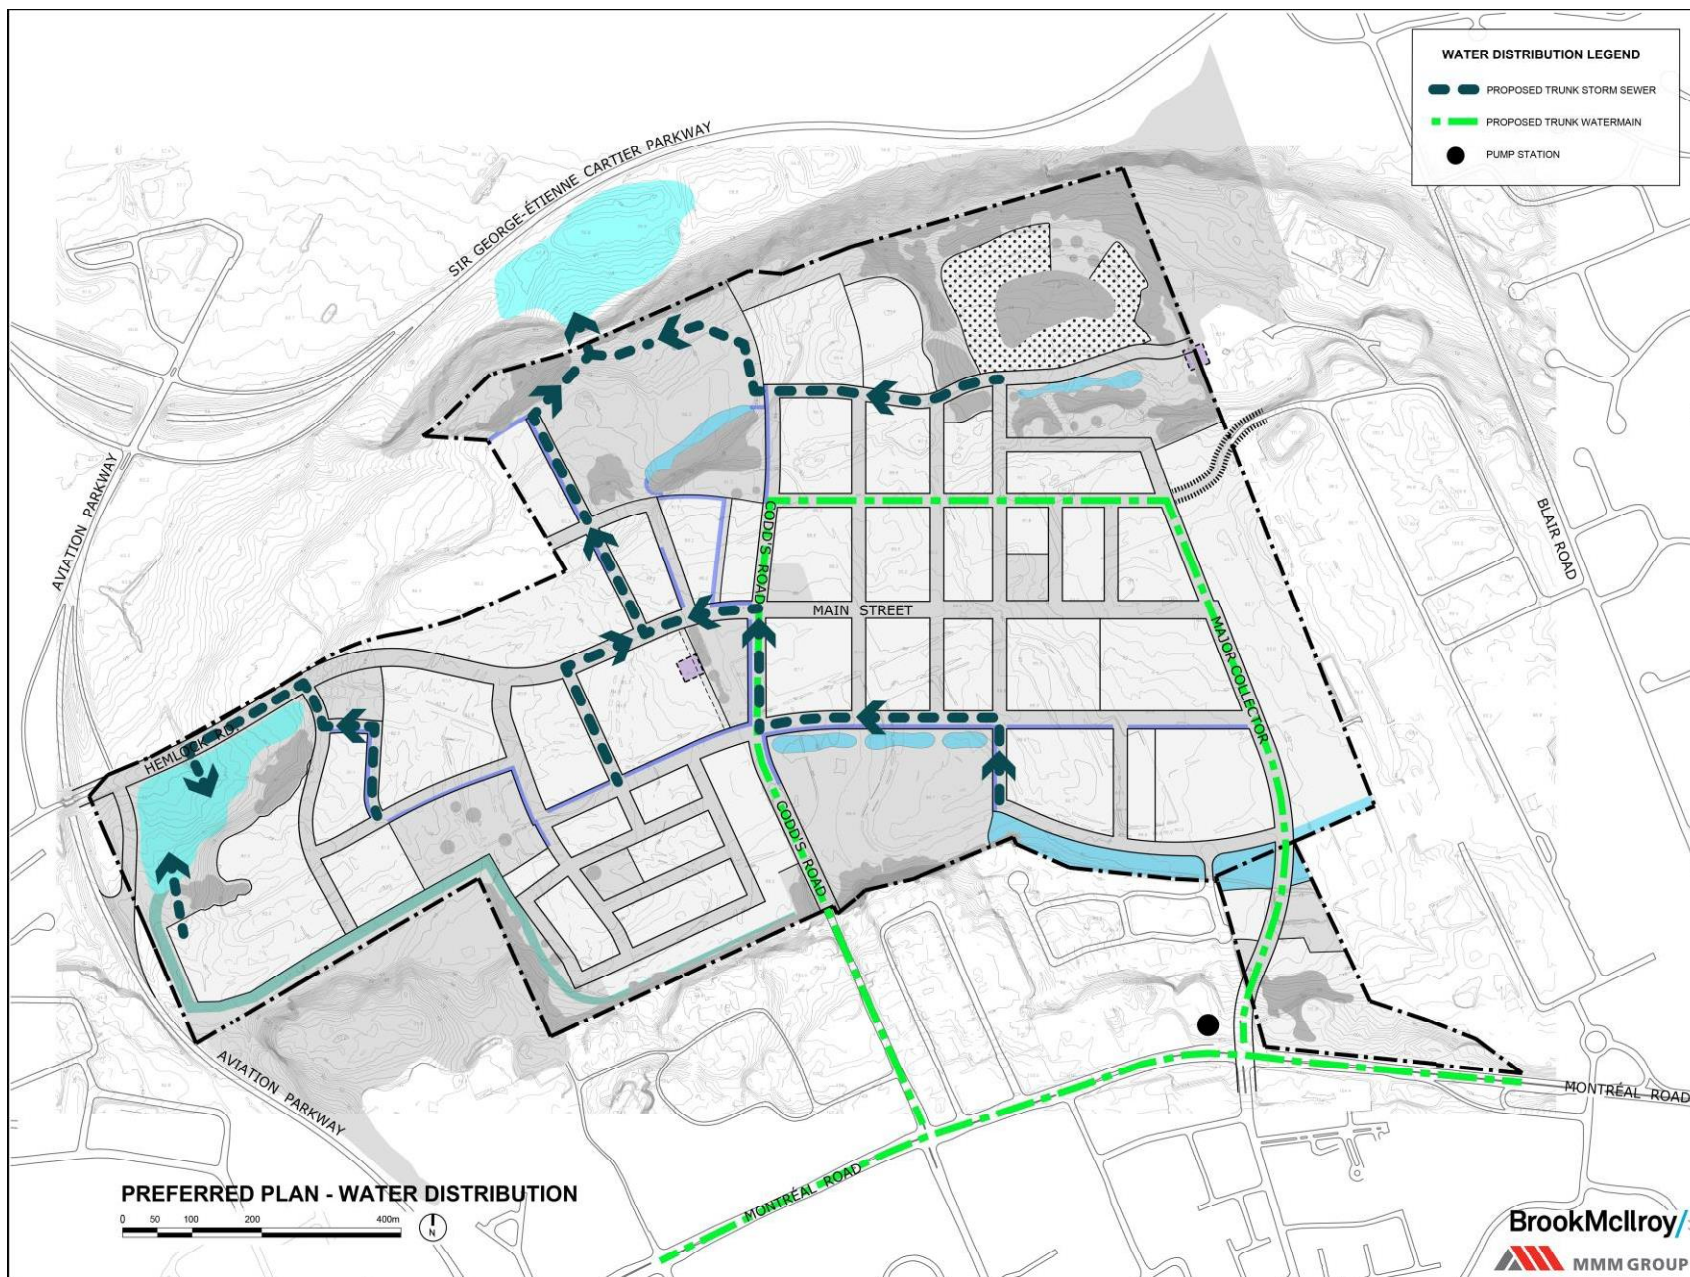 WATER DISTRIBUTION LEGEND
PROPOSED TRUNK STORM SEWER
PROPOSED TRUNK WATERMAIN
PUMP STATION
SIR GEORGE-ÉTIENNE CARTIER PARKWAY
AVIATION PARKWAY
BLAIR ROAD
CODD'S ROAD
MAIN STREET
MAJOR COLLECTOR
HEMLOCK RD.
CODD'S ROAD
AVIATION PARKWAY
MONTRÉAL ROAD
MONTRÉAL ROAD
PREFERRED PLAN - WATER DISTRIBUTION
0 50 100 200 400m
N
BrookMcIlroy/
MMM GROUP